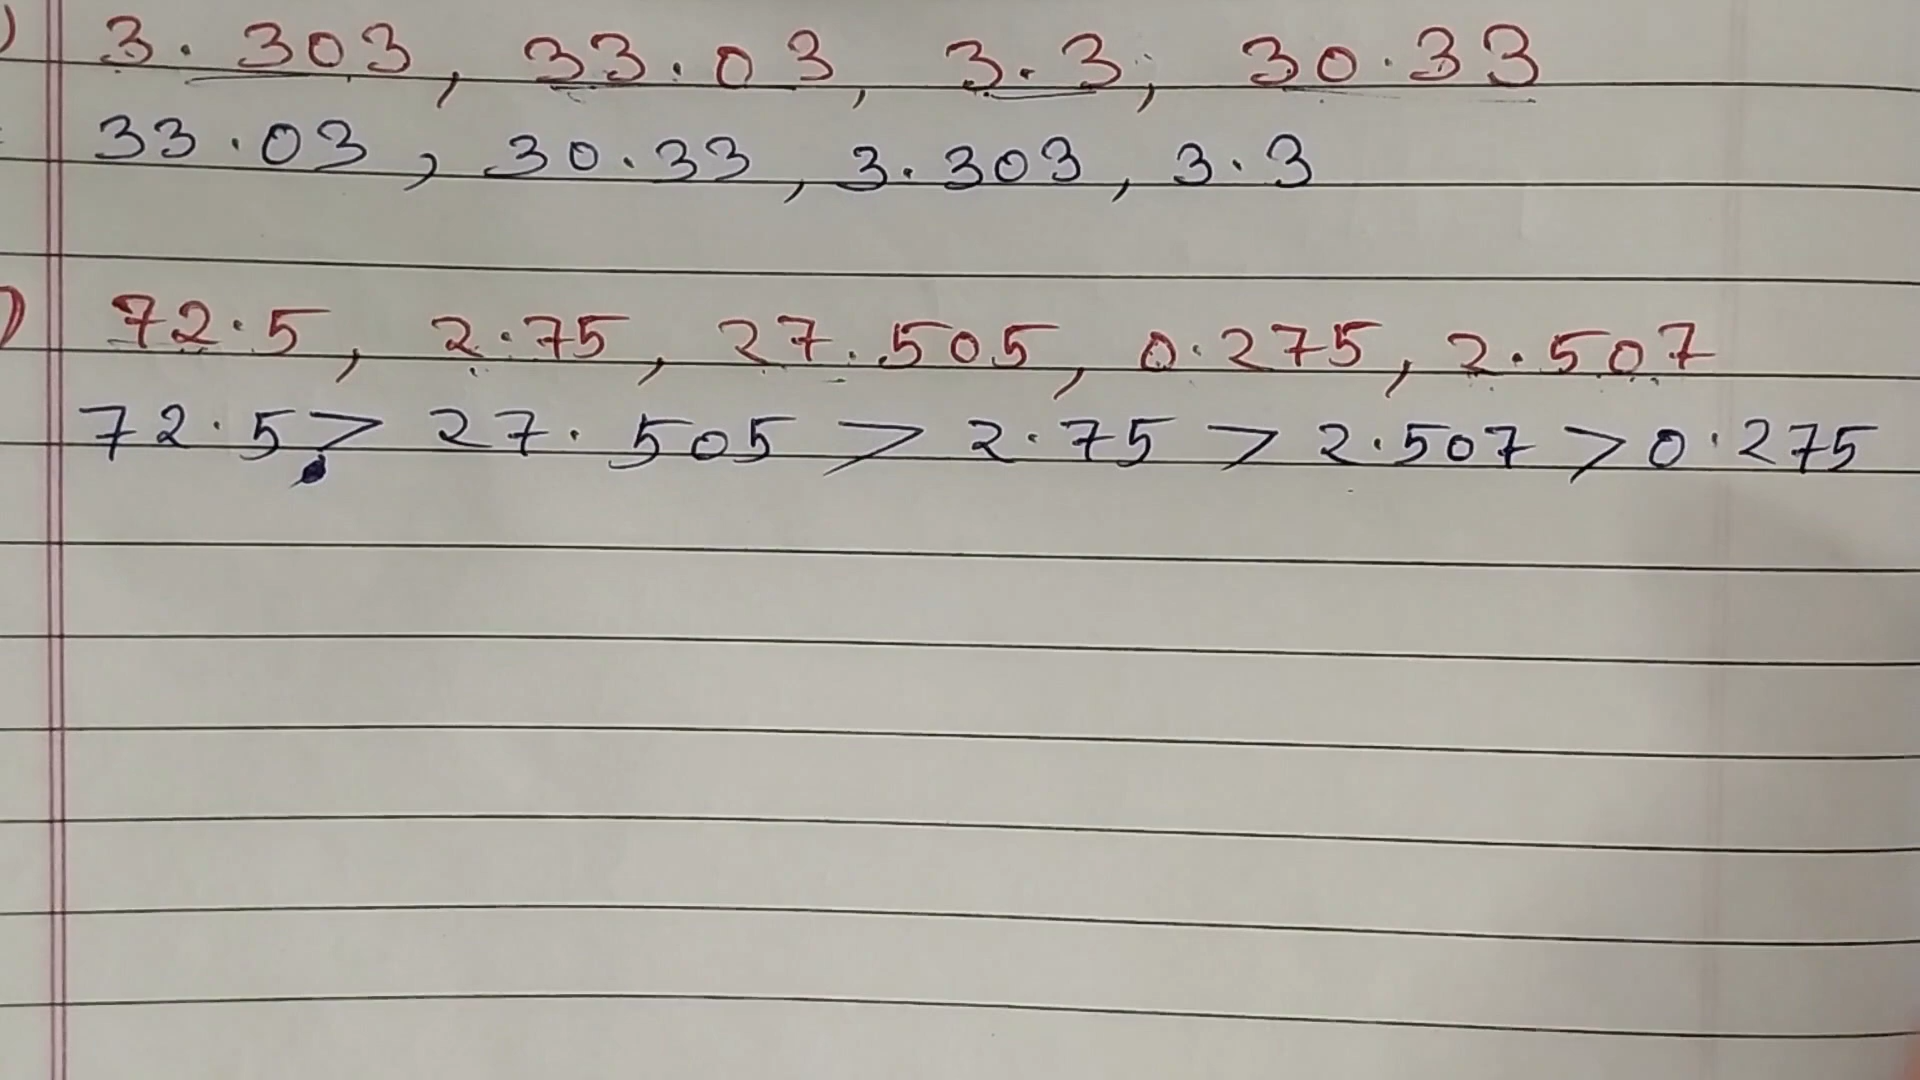 ) 3.303, 33.03, 3.3, 30.33
33.03, 30.33, 3.303, 3.3
) 72.5, 2.75, 27.505, 0.275, 2.507
72.5 > 27.505 > 2.75 > 2.507 > 0.275